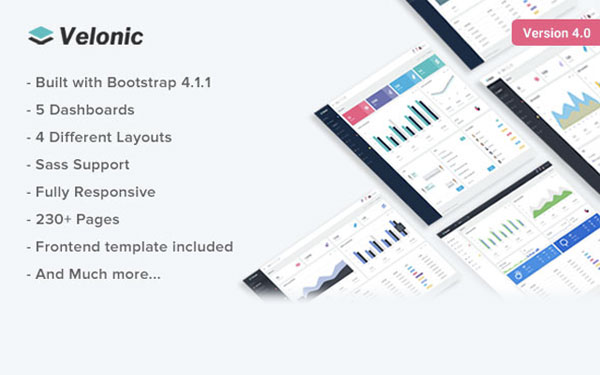 Velonic
Version 4.0
- Built with Bootstrap 4.1.1
- 5 Dashboards
- 4 Different Layouts
- Sass Support
- Fully Responsive
- 230+ Pages
- Frontend template included
- And Much more...